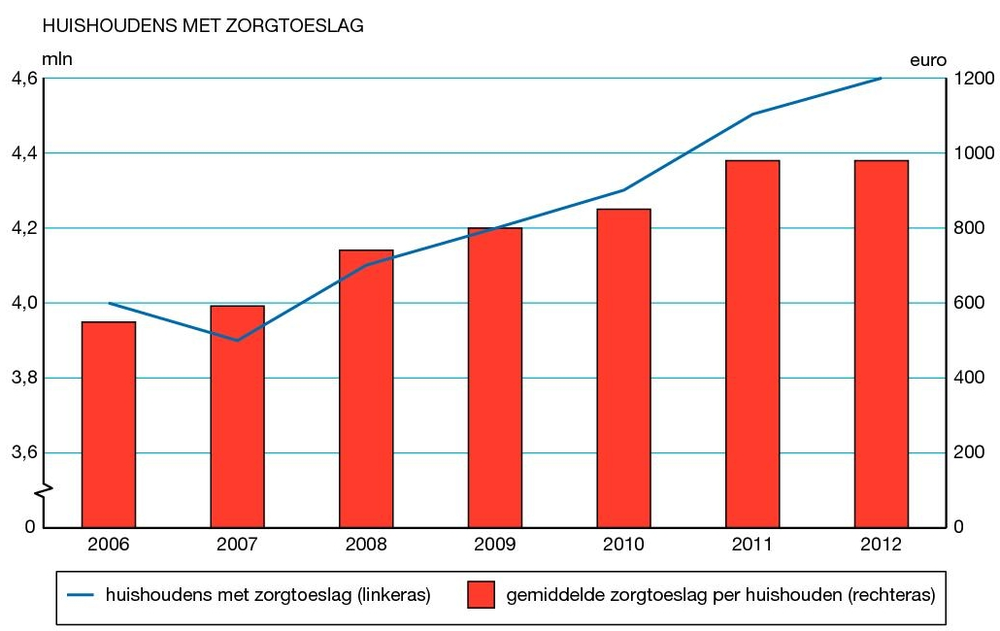 HUISHOUDENS MET ZORGTOESLAG
mln euro
4,6 1200
4,4 1000
4,2 800
4,0 600
3,8 400
3,6 200
0 0
2006 2007 2008 2009 2010 2011 2012
huishoudens met zorgtoeslag (linkeras) gemiddelde zorgtoeslag per huishouden (rechteras)